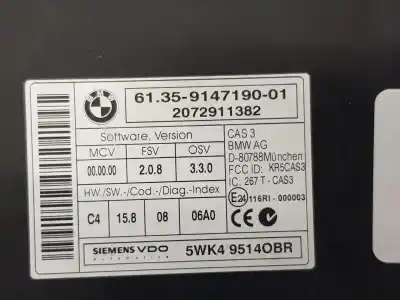 BMW
61.35-9147190-01
2072911382
Software. Version
MCV FSV OSV
00.00.00 2.0.8 3.3.0
HW./SW.-/Cod.-/Diag.-Index
C4 15.8 08 06A0
CAS 3
BMW AG
D-80788München
FCC ID: KR5CAS3
IC: 267 T - CAS3
E24 116RI - 000003
SIEMENS VDO
Automotive
5WK4 9514OBR